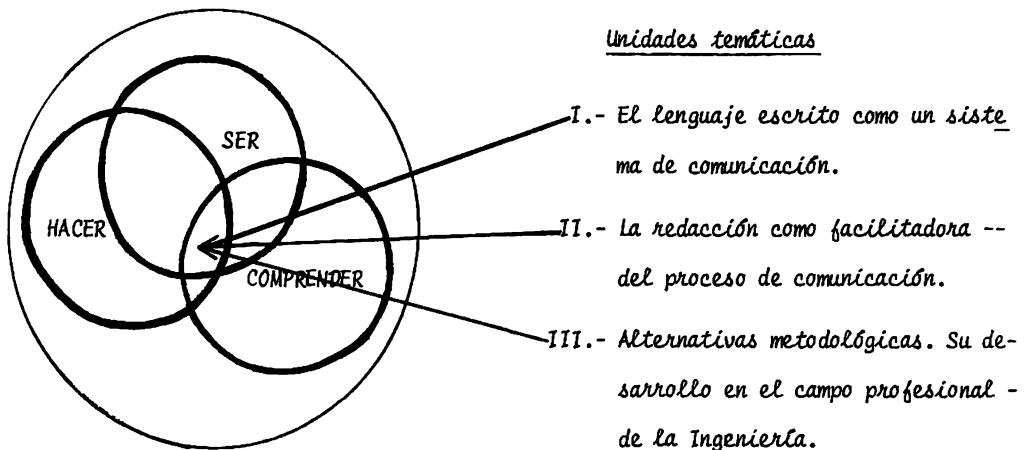 Unidades temáticas
SER
HACER
COMPRENDER
I.- El lenguaje escrito como un siste
ma de comunicación.
II.- La redacción como facilitadora --
del proceso de comunicación.
III.- Alternativas metodológicas. Su de-
sarrollo en el campo profesional -
de la Ingeniería.